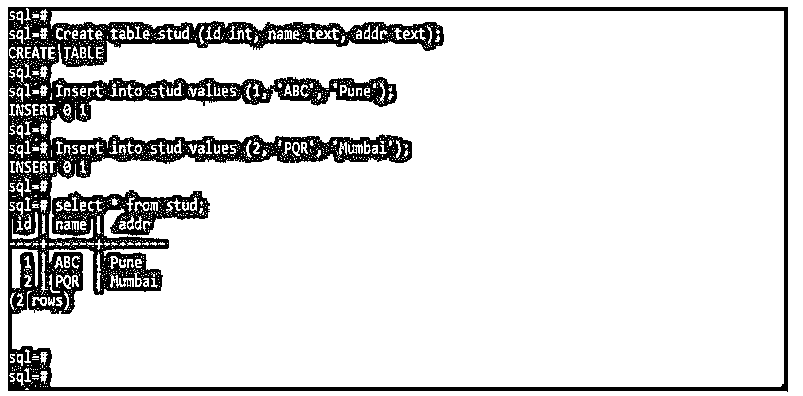 sql=#
sql=# Create table stud (id int, name text, addr text);
CREATE TABLE
sql=#
sql=# Insert into stud values (1, 'ABC', 'Pune');
INSERT 0 1
sql=#
sql=# Insert into stud values (2, 'PQR', 'Mumbai');
INSERT 0 1
sql=#
sql=# select * from stud;
id | name | addr
----+------+--------
1 | ABC | Pune
2 | PQR | Mumbai
(2 rows)
sql=#
sql=#